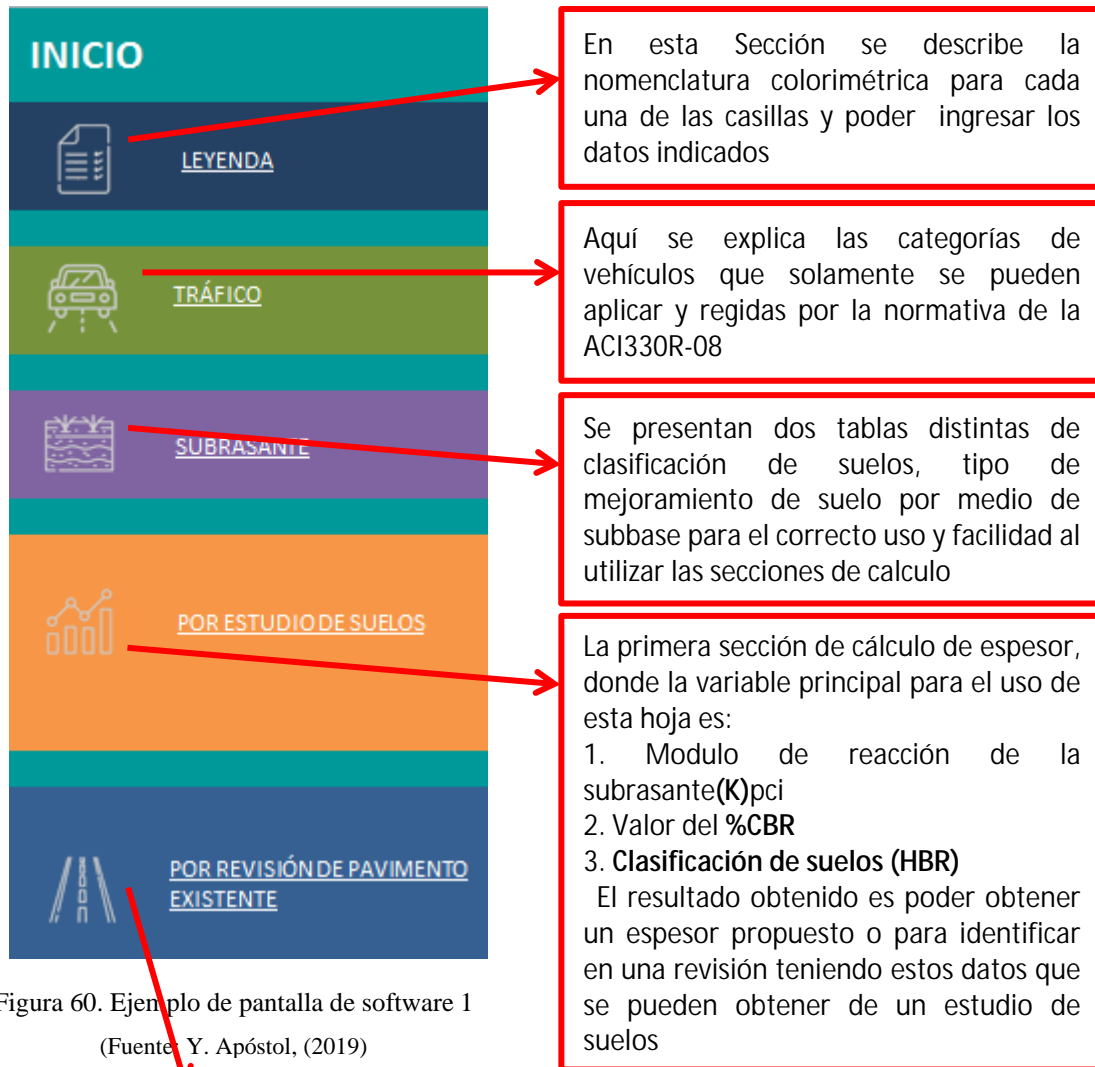 INICIO
LEYENDA
TRÁFICO
SUBRASANTE
POR ESTUDIO DE SUELOS
POR REVISIÓN DE PAVIMENTO
EXISTENTE
Figura 60. Ejemplo de pantalla de software 1
(Fuente: Y. Apóstol, (2019)
En esta Sección se describe la
nomenclatura colorimétrica para cada
una de las casillas y poder ingresar los
datos indicados
Aquí se explica las categorías de
vehículos que solamente se pueden
aplicar y regidas por la normativa de la
ACI330R-08
Se presentan dos tablas distintas de
clasificación de suelos, tipo de
mejoramiento de suelo por medio de
subbase para el correcto uso y facilidad al
utilizar las secciones de calculo
La primera sección de cálculo de espesor,
donde la variable principal para el uso de
esta hoja es:
1. Modulo de reacción de la
subrasante(K)pci
2. Valor del %CBR
3. Clasificación de suelos (HBR)
El resultado obtenido es poder obtener
un espesor propuesto o para identificar
en una revisión teniendo estos datos que
se pueden obtener de un estudio de
suelos